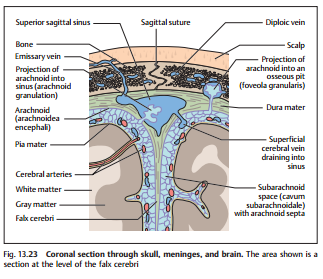 Superior sagittal sinus
Sagittal suture
Diploic vein
Bone
Emissary vein
Projection of
arachnoid into
sinus (arachnoid
granulation)
Arachnoid
(arachnoidea
encephali)
Pia mater
Cerebral arteries
White matter
Gray matter
Falx cerebri
Scalp
Projection of
arachnoid into an
osseous pit
(foveola granularis)
Dura mater
Superficial
cerebral vein
draining into
sinus
Subarachnoid
space (cavum
subarachnoidale)
with arachnoid septa
Fig. 13.23 Coronal section through skull, meninges, and brain. The area shown is a
section at the level of the falx cerebri